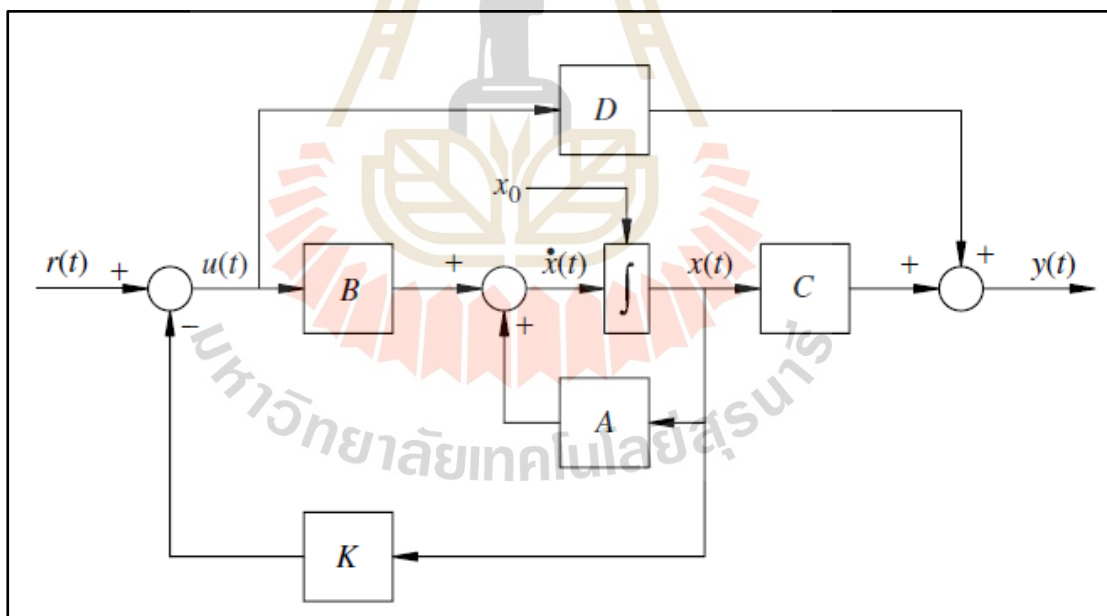 D
x₀
r(t)
+
−
u(t)
B
+
+
ẋ(t)
∫
x(t)
C
+
+
y(t)
A
K
มหาวิทยาลัยเทคโนโลยีสุรนารี